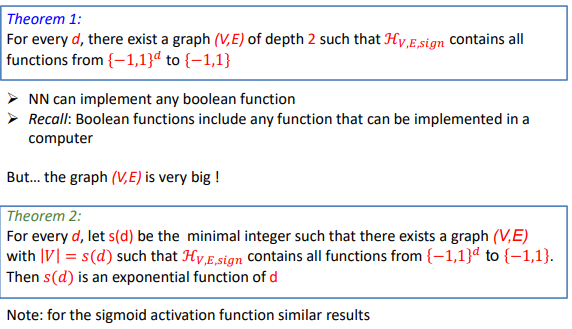 Theorem 1:
For every d, there exist a graph (V,E) of depth 2 such that ℋ_{V,E,sign} contains all
functions from {−1,1}^d to {−1,1}
➢ NN can implement any boolean function
➢ Recall: Boolean functions include any function that can be implemented in a
computer
But… the graph (V,E) is very big !
Theorem 2:
For every d, let s(d) be the minimal integer such that there exists a graph (V,E)
with |V| = s(d) such that ℋ_{V,E,sign} contains all functions from {−1,1}^d to {−1,1}.
Then s(d) is an exponential function of d
Note: for the sigmoid activation function similar results